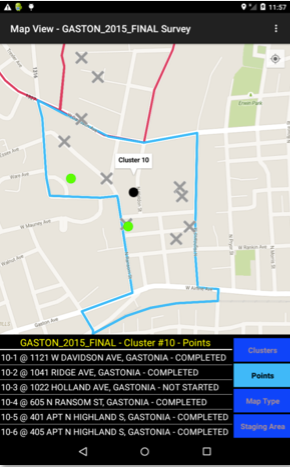 11:57
Map View - GASTON_2015_FINAL Survey
Cluster 10
W Mauney Ave
GASTON_2015_FINAL - Cluster #10 - Points
Clusters
10-1 @ 1121 W DAVIDSON AVE, GASTONIA - COMPLETED
10-2 @ 1041 RIDGE AVE, GASTONIA - COMPLETED
Points
10-3 @ 1022 HOLLAND AVE, GASTONIA - NOT STARTED
10-4 @ 605 N RANSOM ST, GASTONIA - COMPLETED
Map Type
10-5 @ 401 APT N HIGHLAND S, GASTONIA - COMPLETED
10-6 @ 405 APT N HIGHLAND S, GASTONIA - COMPLETED
Staging Area